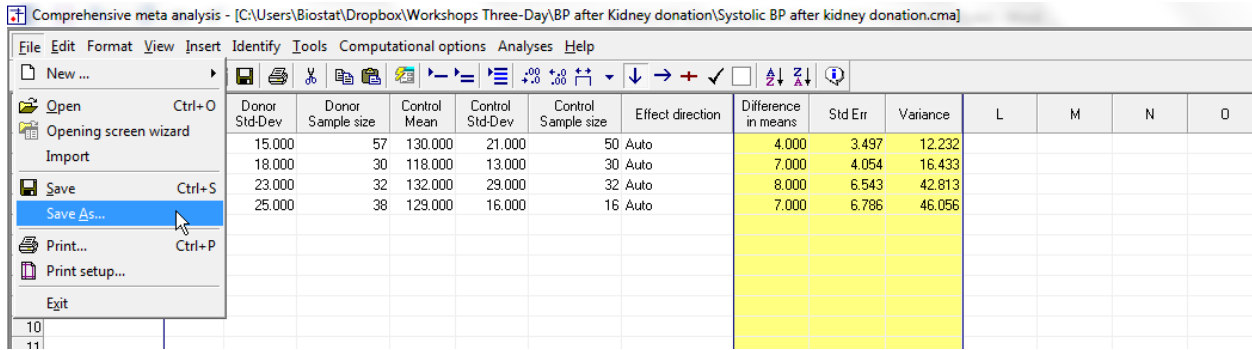 Comprehensive meta analysis - [C:\Users\Biostat\Dropbox\Workshops Three-Day\BP after Kidney donation\Systolic BP after kidney donation.cma]
File Edit Format View Insert Identify Tools Computational options Analyses Help
New ...
Open Ctrl+O
Opening screen wizard
Import
Save Ctrl+S
Save As...
Print... Ctrl+P
Print setup...
Exit
Donor Std-Dev Donor Sample size Control Mean Control Std-Dev Control Sample size Effect direction Difference in means Std Err Variance L M N O
15.000 57 130.000 21.000 50 Auto 4.000 3.497 12.232
18.000 30 118.000 13.000 30 Auto 7.000 4.054 16.433
23.000 32 132.000 29.000 32 Auto 8.000 6.543 42.813
25.000 38 129.000 16.000 16 Auto 7.000 6.786 46.056
10
11